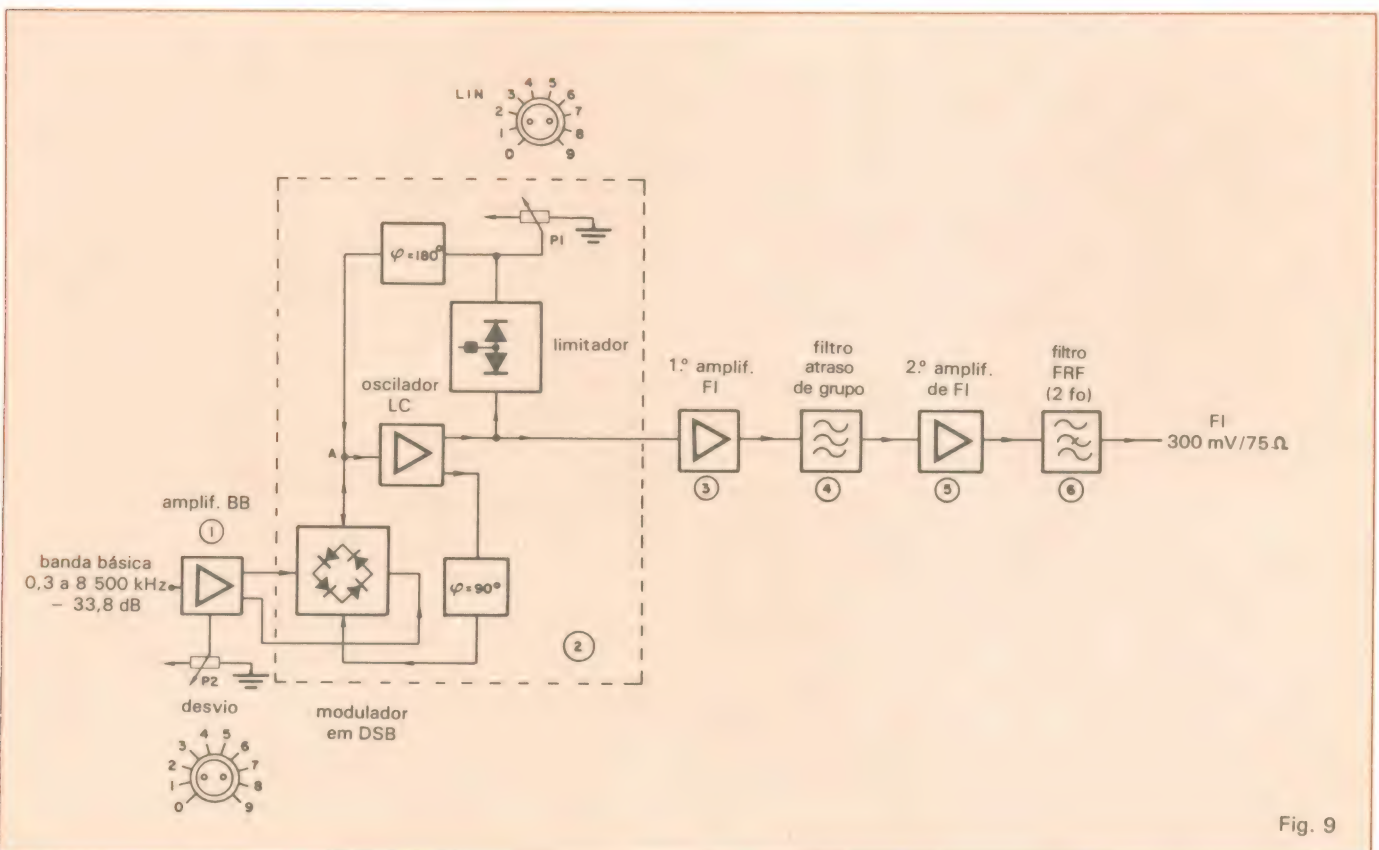 LIN
0 1 2 3 4 5 6 7 8 9
φ = 180°
P1
limitador
oscilador
LC
A
amplif. BB
1
banda básica
0,3 a 8 500 kHz
– 33,8 dB
P2
desvio
0 1 2 3 4 5 6 7 8 9
φ = 90°
2
modulador
em DSB
1.º amplif.
FI
3
filtro
atraso
de grupo
4
2.º amplif.
de FI
5
filtro
FRF
(2 fo)
6
FI
300 mV/75 Ω
Fig. 9